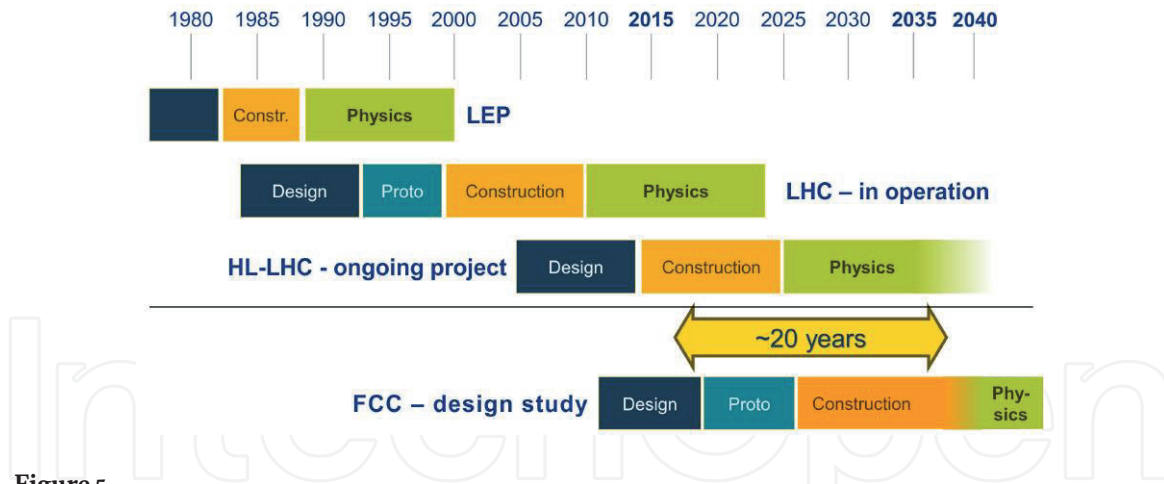 1980 1985 1990 1995 2000 2005 2010 2015 2020 2025 2030 2035 2040
Constr. Physics LEP
Design Proto Construction Physics LHC – in operation
HL-LHC - ongoing project Design Construction Physics
~20 years
FCC – design study Design Proto Construction Phy-
sics
IntechOpen
Figure 5